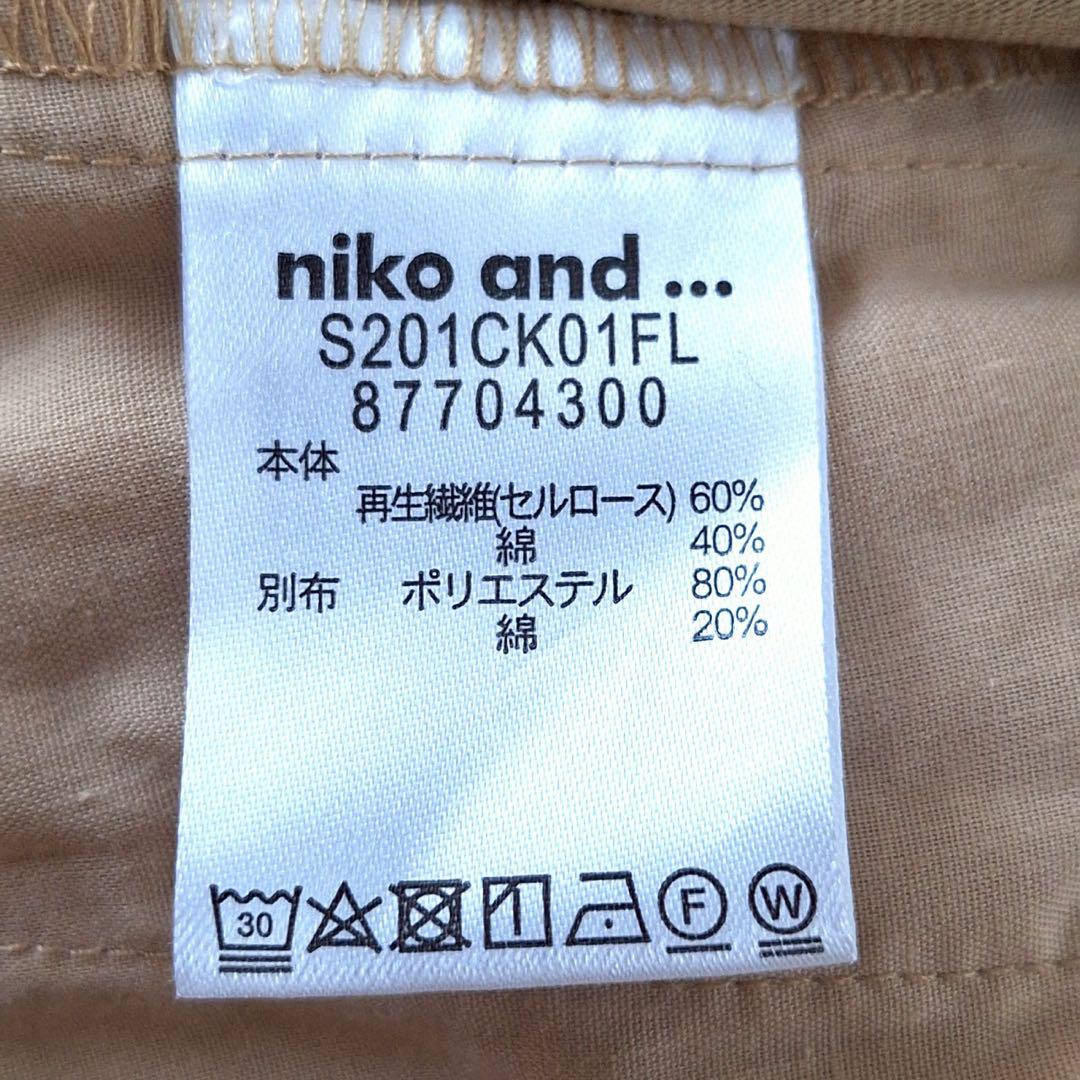 niko and ...
S201CK01FL
87704300
本体
再生繊維(セルロース) 60%
綿 40%
別布 ポリエステル 80%
綿 20%
30 F W